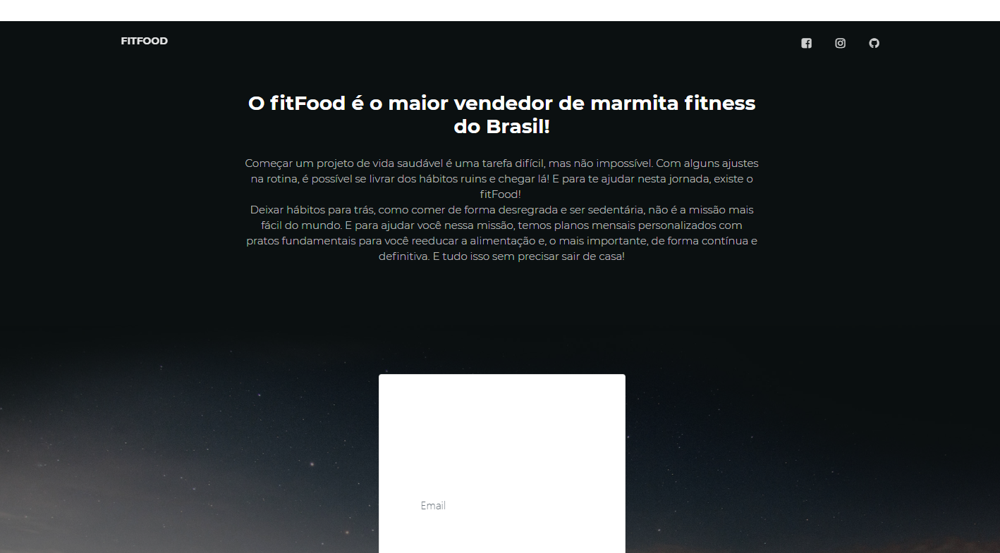 FITFOOD
O fitFood é o maior vendedor de marmita fitness
do Brasil!
Começar um projeto de vida saudável é uma tarefa difícil, mas não impossível. Com alguns ajustes
na rotina, é possível se livrar dos hábitos ruins e chegar lá! E para te ajudar nesta jornada, existe o
fitFood!
Deixar hábitos para trás, como comer de forma desregrada e ser sedentária, não é a missão mais
fácil do mundo. E para ajudar você nessa missão, temos planos mensais personalizados com
pratos fundamentais para você reeducar a alimentação e, o mais importante, de forma contínua e
definitiva. E tudo isso sem precisar sair de casa!
Email